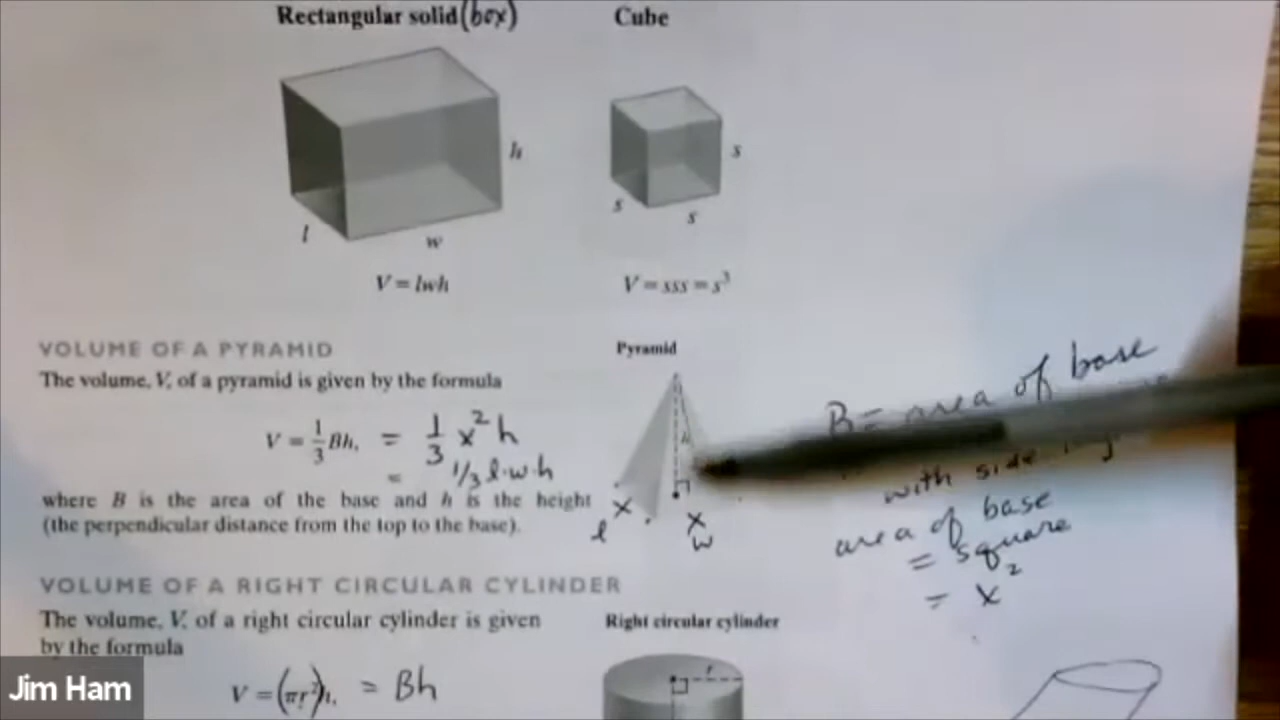 Rectangular solid (box)
Cube
h
s
l
w
s
s
V = lwh
V = sss = s³
VOLUME OF A PYRAMID
Pyramid
The volume, V, of a pyramid is given by the formula
B = area of base
V = 1/3 Bh, = 1/3 x² h
= 1/3 l·w·h
h
with side
where B is the area of the base and h is the height
(the perpendicular distance from the top to the base).
x
l
x
w
area of base
= square
= x²
VOLUME OF A RIGHT CIRCULAR CYLINDER
The volume, V, of a right circular cylinder is given
by the formula
Right circular cylinder
V = (πr²)h, = Bh
r
Jim Ham